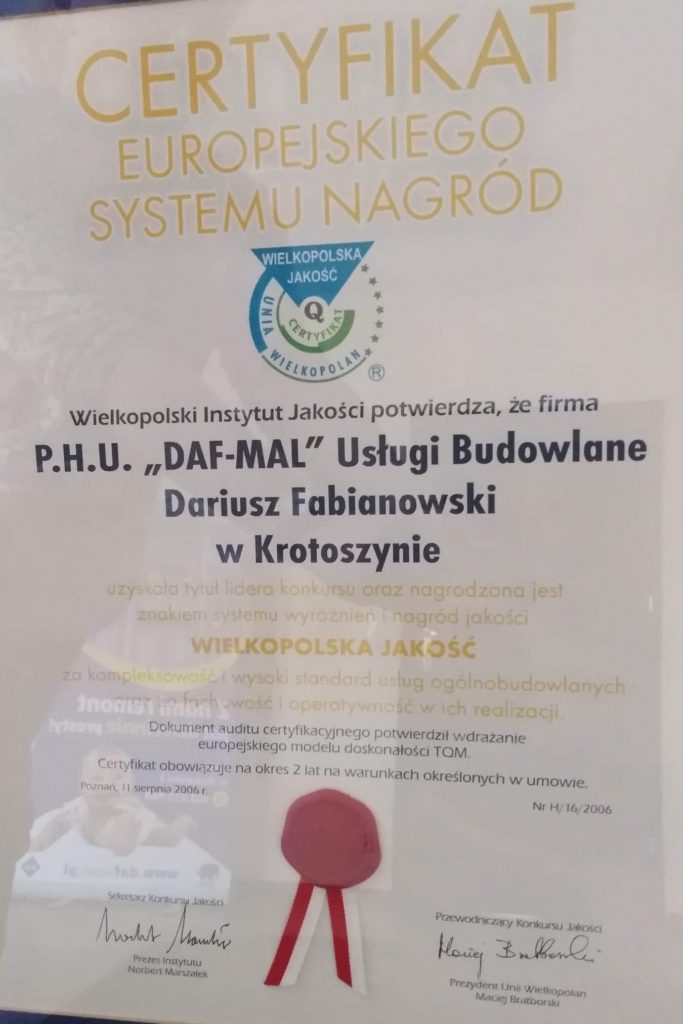 CERTYFIKAT
EUROPEJSKIEGO
SYSTEMU NAGRÓD
WIELKOPOLSKA
JAKOŚĆ
Q
CERTYFIKAT
UNIA WIELKOPOLAN
®
Wielkopolski Instytut Jakości potwierdza, że firma
P.H.U. „DAF-MAL” Usługi Budowlane
Dariusz Fabianowski
w Krotoszynie
uzyskała tytuł lidera konkursu oraz nagrodzona jest
znakiem systemu wyróżnień i nagród jakości
WIELKOPOLSKA JAKOŚĆ
za kompleksowość i wysoki standard usług ogólnobudowlanych
oraz za fachowość i operatywność w ich realizacji.
Dokument auditu certyfikacyjnego potwierdził wdrażanie
europejskiego modelu doskonałości TQM.
Certyfikat obowiązuje na okres 2 lat na warunkach określonych w umowie.
Poznań, 11 sierpnia 2006 r.
Nr H/16/2006
Sekretarz Konkursu Jakości
Prezes Instytutu
Norbert Marszałek
Przewodniczący Konkursu Jakości
Maciej Bratborski
Prezydent Unii Wielkopolan
Maciej Bratborski